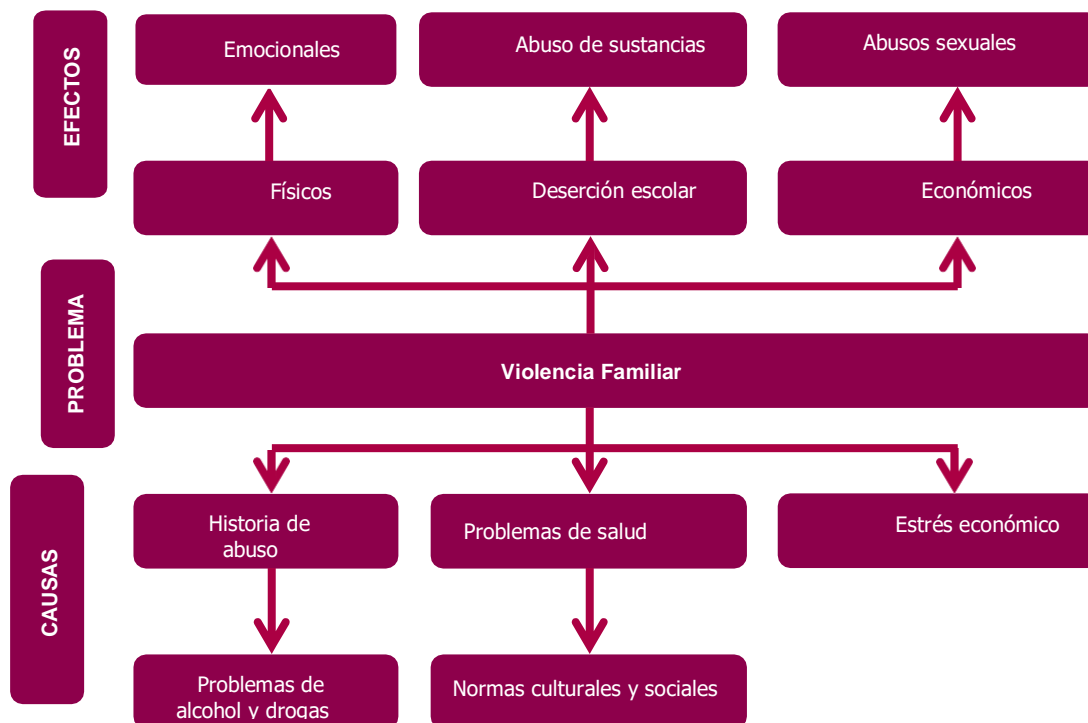 EFECTOS
Emocionales
Abuso de sustancias
Abusos sexuales
Físicos
Deserción escolar
Económicos
PROBLEMA
Violencia Familiar
CAUSAS
Historia de
abuso
Problemas de salud
Estrés económico
Problemas de
alcohol y drogas
Normas culturales y sociales